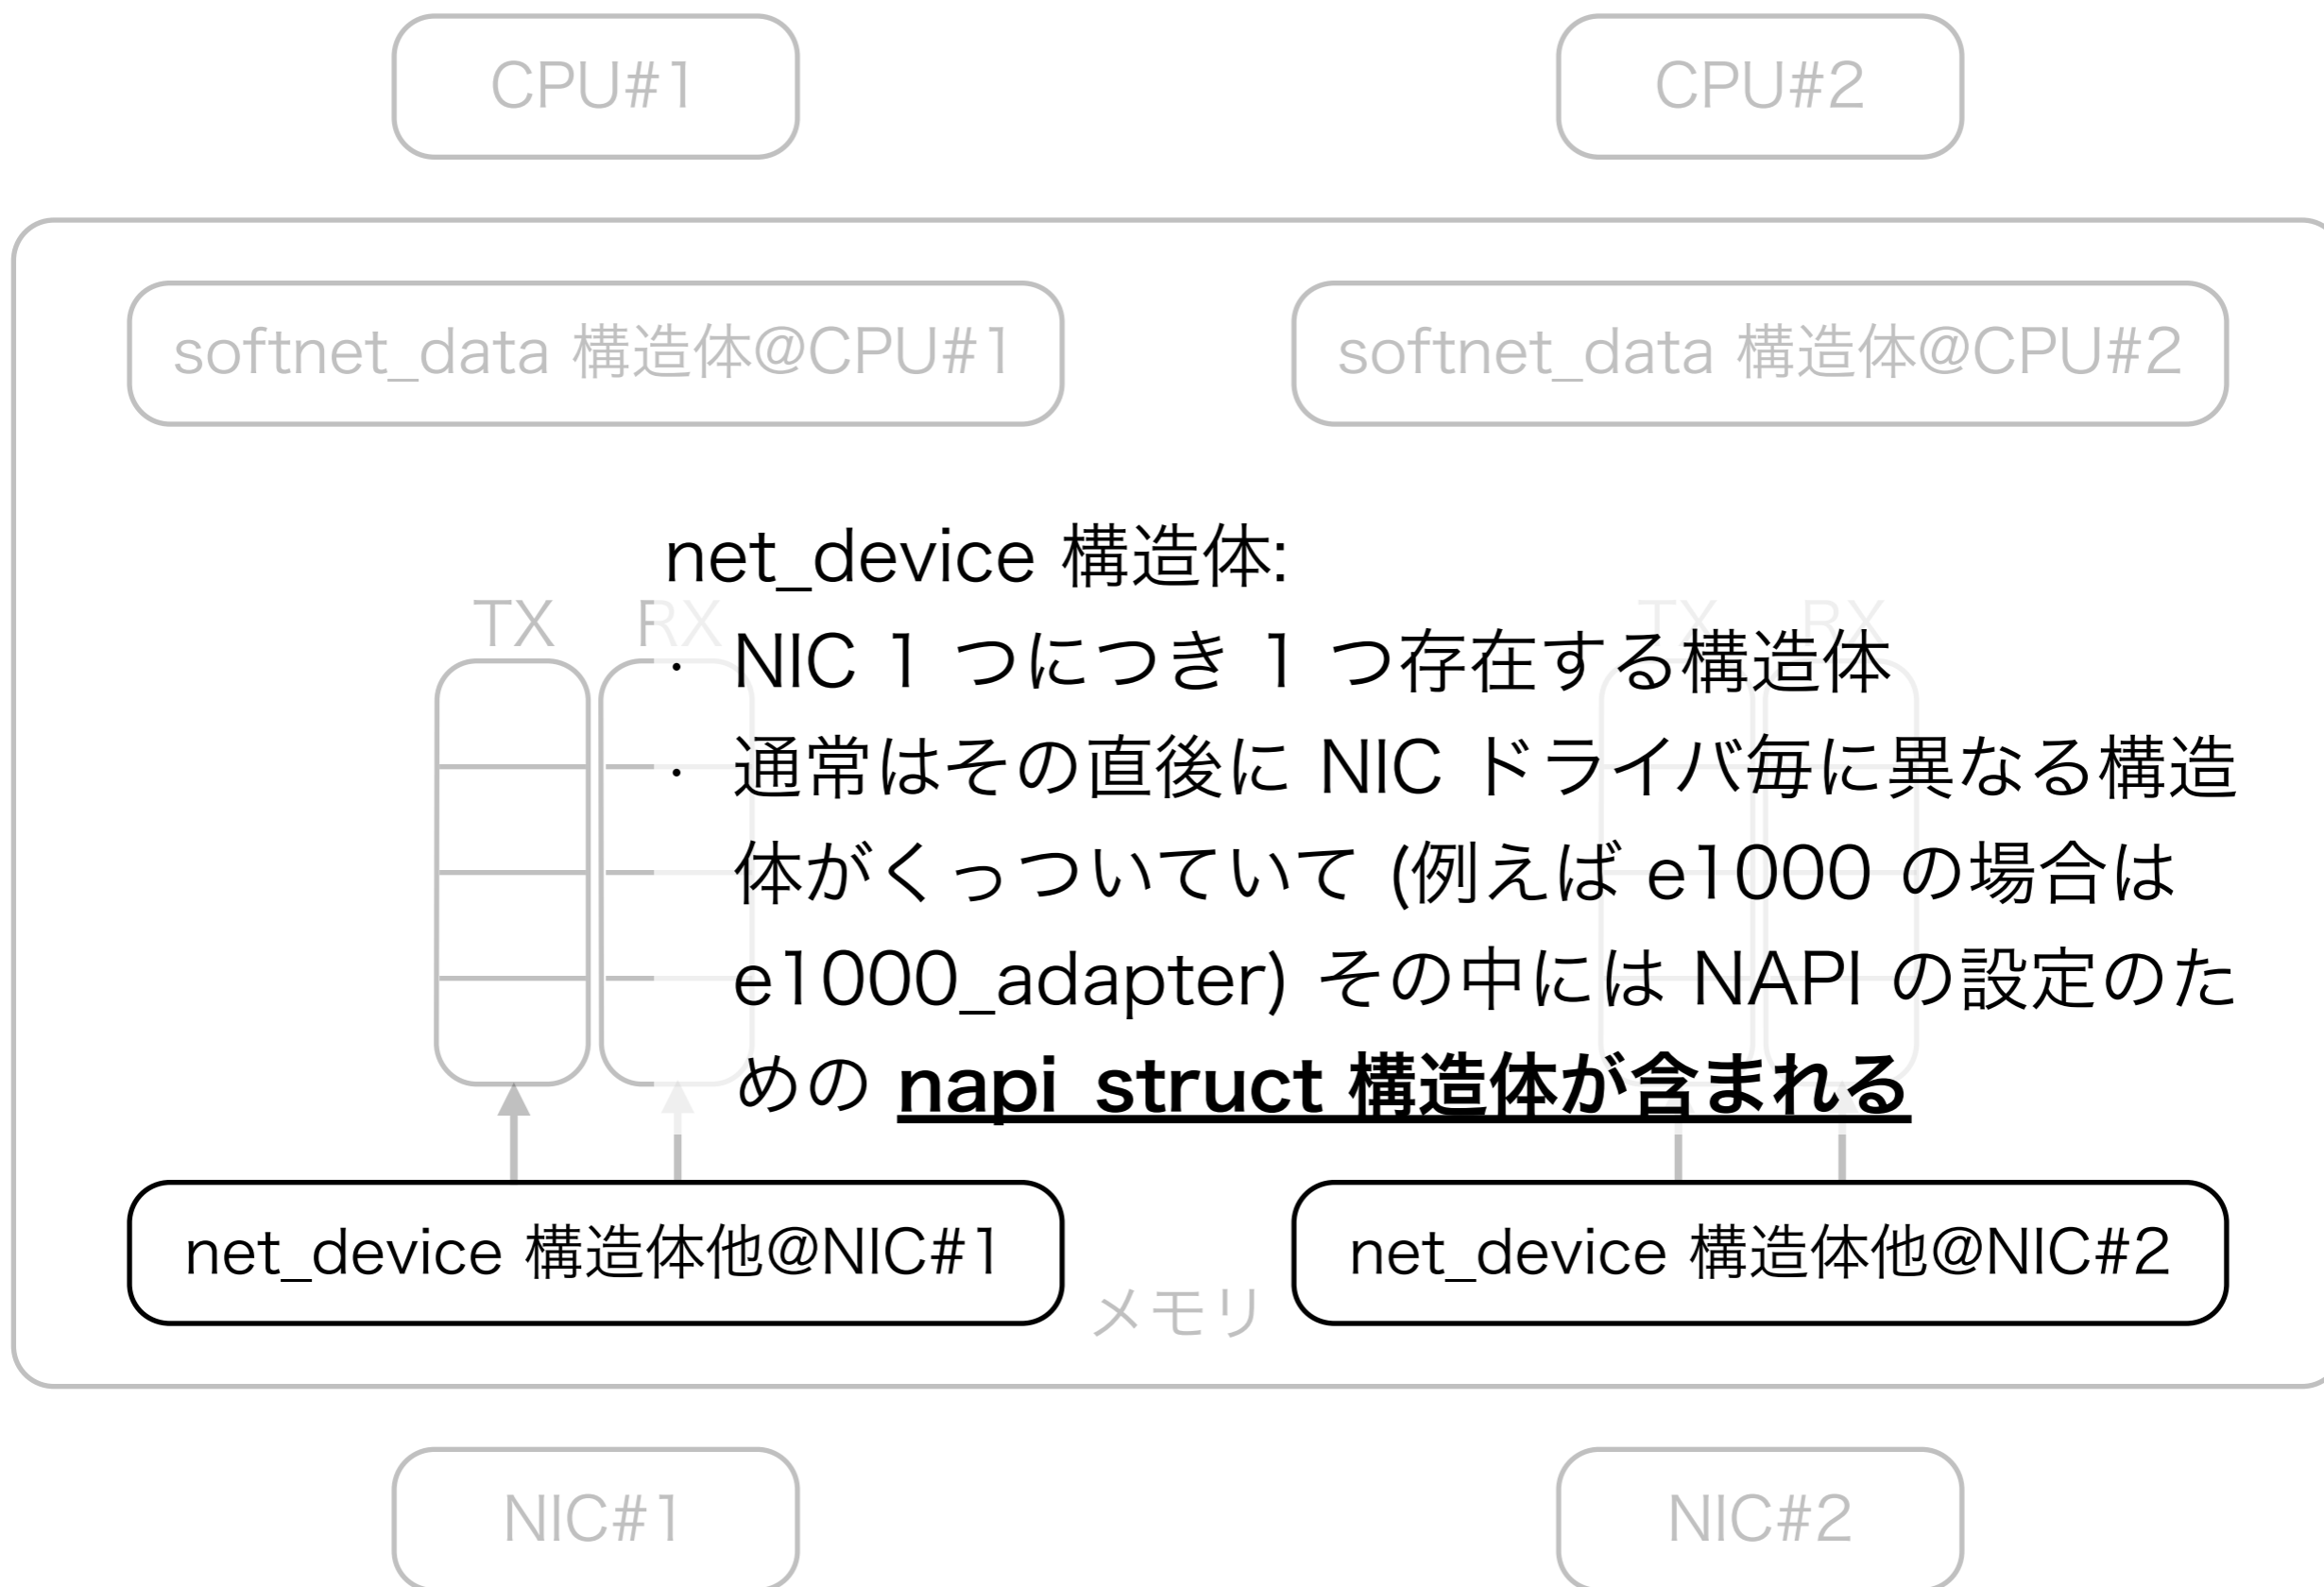 CPU#1
CPU#2
softnet_data 構造体@CPU#1
softnet_data 構造体@CPU#2
net_device 構造体:
TX
RX
TX
RX
・ NIC 1 つにつき 1 つ存在する構造体
・ 通常はその直後に NIC ドライバ毎に異なる構造
体がくっついていて (例えば e1000 の場合は
e1000_adapter) その中には NAPI の設定のた
めの napi_struct 構造体が含まれる
net_device 構造体他@NIC#1
net_device 構造体他@NIC#2
メモリ
NIC#1
NIC#2